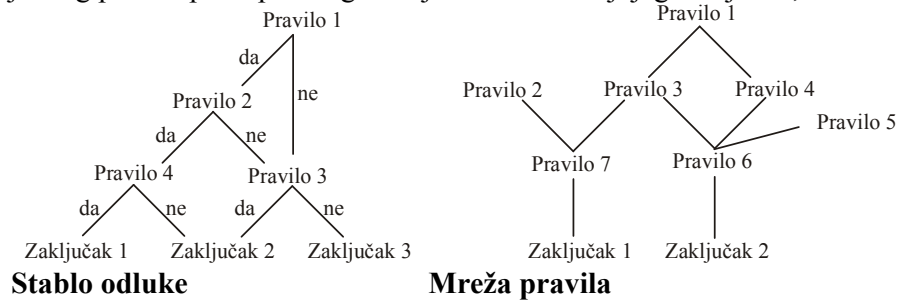 Pravilo 1
da
ne
Pravilo 2
da
ne
Pravilo 4
Pravilo 3
da
ne
da
ne
Zaključak 1
Zaključak 2
Zaključak 3
Stablo odluke
Pravilo 1
Pravilo 2
Pravilo 3
Pravilo 4
Pravilo 5
Pravilo 7
Pravilo 6
Zaključak 1
Zaključak 2
Mreža pravila